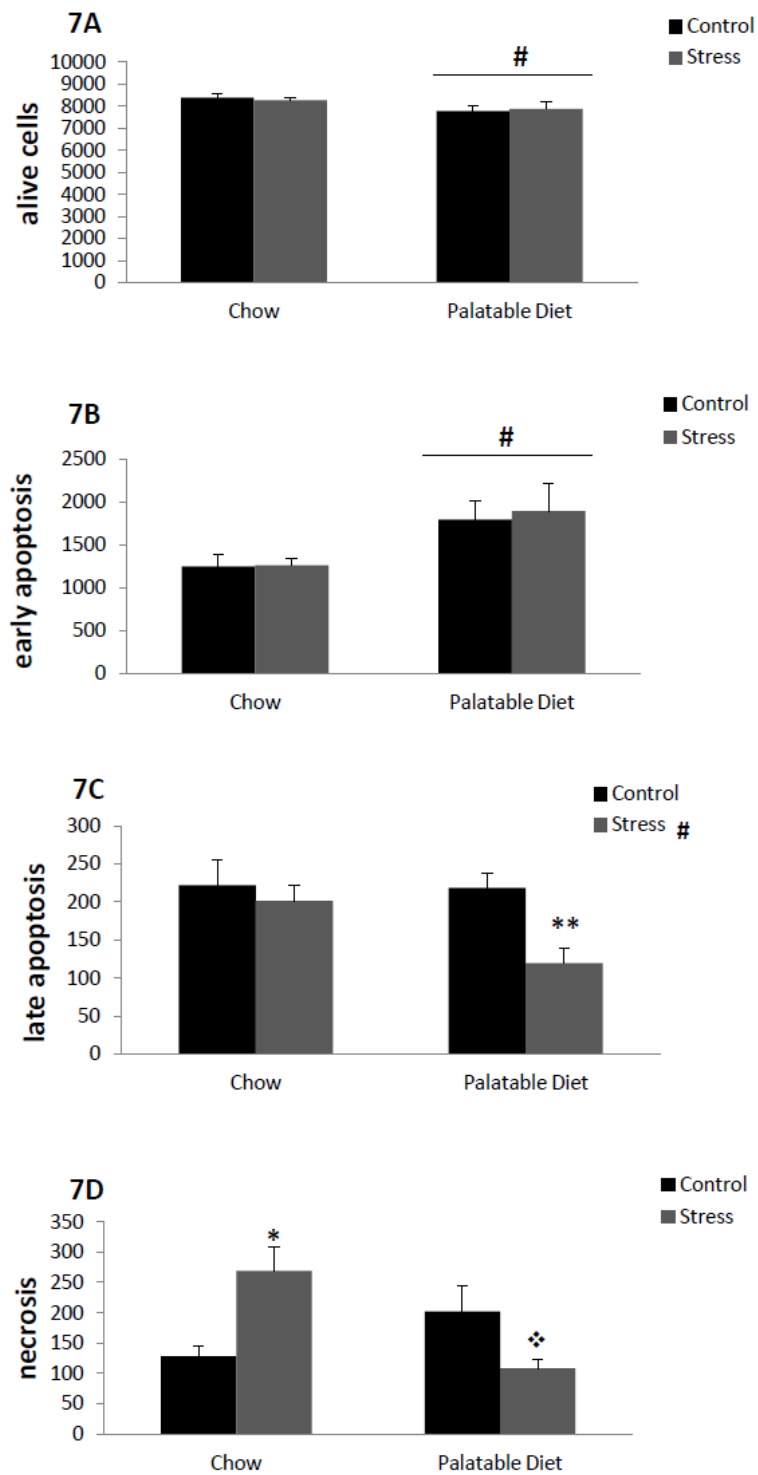 7A
Control
Stress
#
alive cells
10000
9000
8000
7000
6000
5000
4000
3000
2000
1000
0
Chow
Palatable Diet
7B
Control
Stress
#
early apoptosis
2500
2000
1500
1000
500
0
Chow
Palatable Diet
7C
Control
Stress #
late apoptosis
300
250
200
150
100
50
0
**
Chow
Palatable Diet
7D
Control
Stress
necrosis
350
300
250
200
150
100
50
0
*
❖
Chow
Palatable Diet